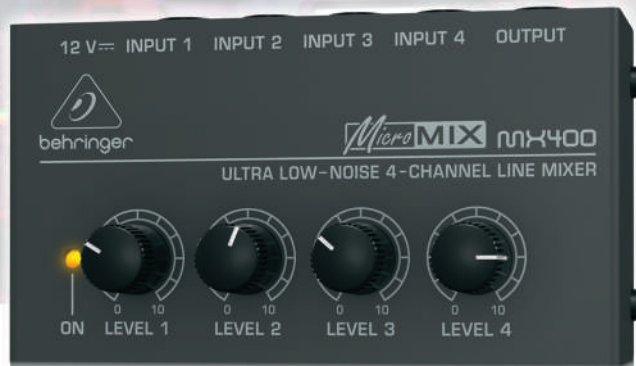 12 V⎓ INPUT 1 INPUT 2 INPUT 3 INPUT 4 OUTPUT
behringer
MicroMIX MX400
ULTRA LOW-NOISE 4-CHANNEL LINE MIXER
0 10 0 10 0 10 0 10
ON LEVEL 1 LEVEL 2 LEVEL 3 LEVEL 4